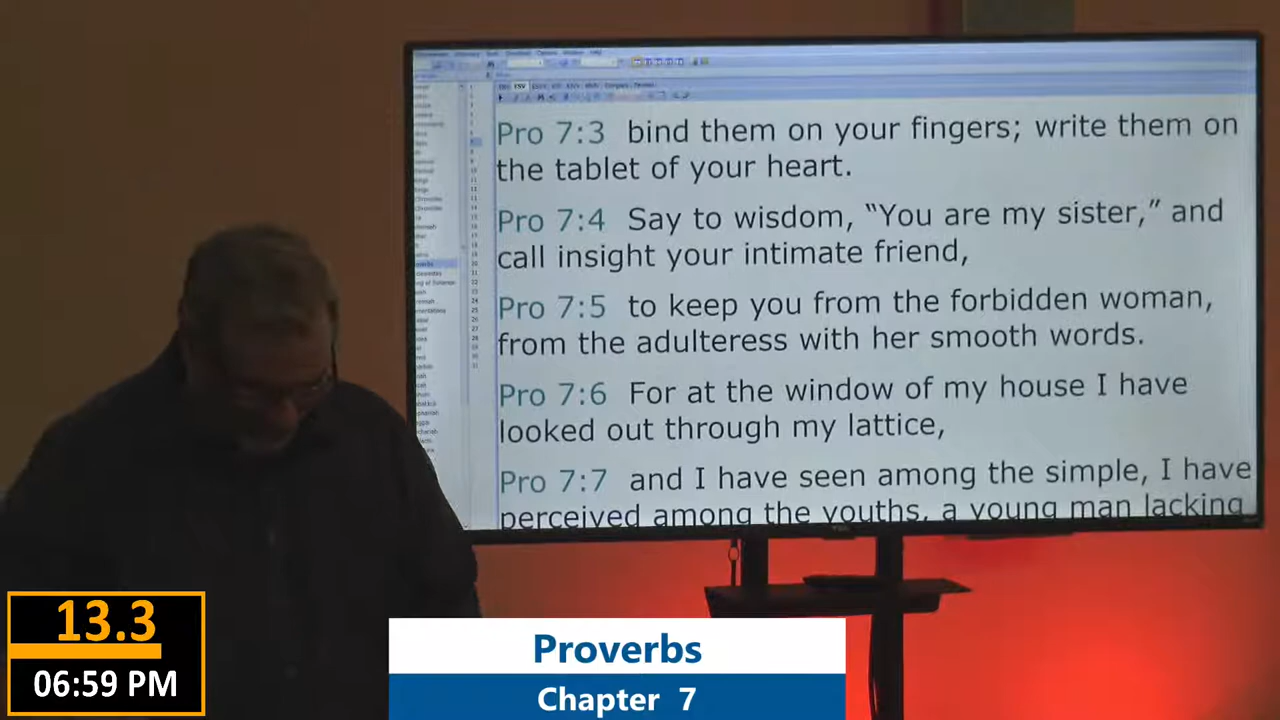 Pro 7:3 bind them on your fingers; write them on
the tablet of your heart.
Pro 7:4 Say to wisdom, “You are my sister,” and
call insight your intimate friend,
Pro 7:5 to keep you from the forbidden woman,
from the adulteress with her smooth words.
Pro 7:6 For at the window of my house I have
looked out through my lattice,
Pro 7:7 and I have seen among the simple, I have
perceived among the youths, a young man lacking
13.3
06:59 PM
Proverbs
Chapter 7